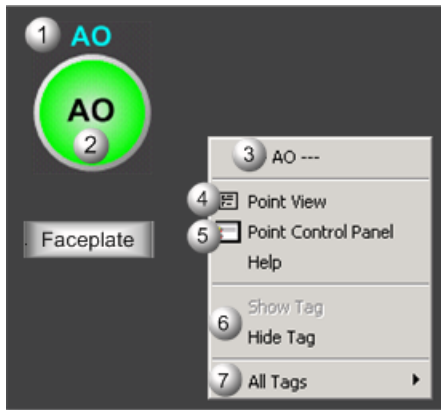 1 AO
AO
2
Faceplate
3 AO ---
4 Point View
5 Point Control Panel
Help
Show Tag
6
Hide Tag
7 All Tags